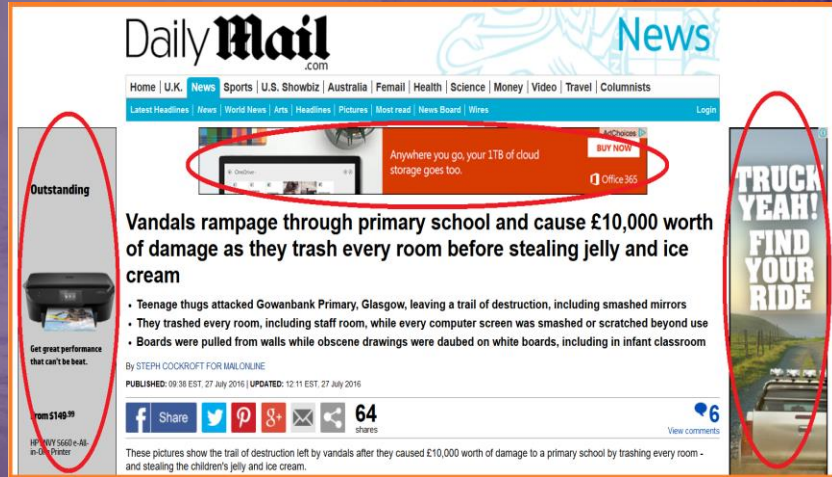 Daily Mail
.com
News
Home | U.K. | News | Sports | U.S. Showbiz | Australia | Femail | Health | Science | Money | Video | Travel | Columnists
Latest Headlines | News | World News | Arts | Headlines | Pictures | Most read | News Board | Wires
Login
AdChoices
OneDrive
Anywhere you go, your 1TB of cloud
storage goes too.
BUY NOW
Office 365
Outstanding
Get great performance
that can't be beat.
From $149.99
HP ENVY 5660 e-All-
in-One Printer
Vandals rampage through primary school and cause £10,000 worth
of damage as they trash every room before stealing jelly and ice
cream
• Teenage thugs attacked Gowanbank Primary, Glasgow, leaving a trail of destruction, including smashed mirrors
• They trashed every room, including staff room, while every computer screen was smashed or scratched beyond use
• Boards were pulled from walls while obscene drawings were daubed on white boards, including in infant classroom
By STEPH COCKROFT FOR MAILONLINE
PUBLISHED: 09:38 EST, 27 July 2016 | UPDATED: 12:11 EST, 27 July 2016
f Share
g+
64
shares
6
View comments
These pictures show the trail of destruction left by vandals after they caused £10,000 worth of damage to a primary school by trashing every room -
and stealing the children's jelly and ice cream.
TRUCK
YEAH!
FIND
YOUR
RIDE